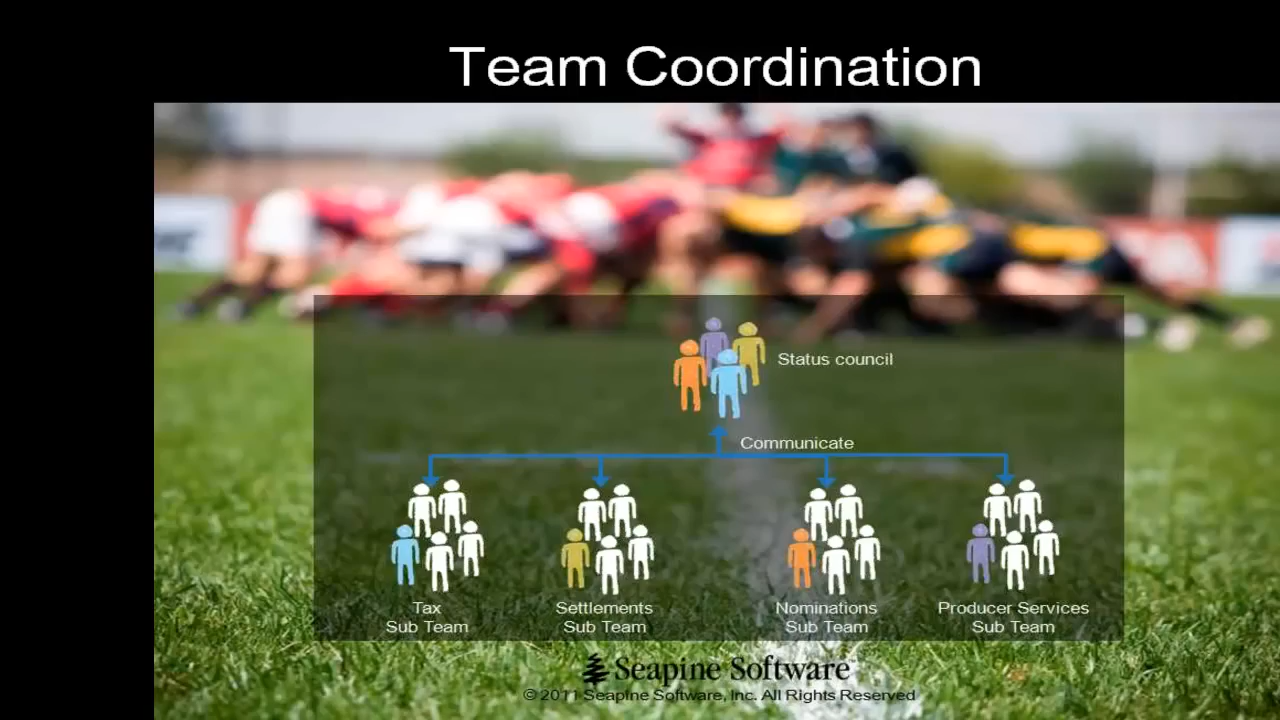 Team Coordination
Status council
Communicate
Tax
Sub Team
Settlements
Sub Team
Nominations
Sub Team
Producer Services
Sub Team
Seapine Software
© 2011 Seapine Software, Inc. All Rights Reserved